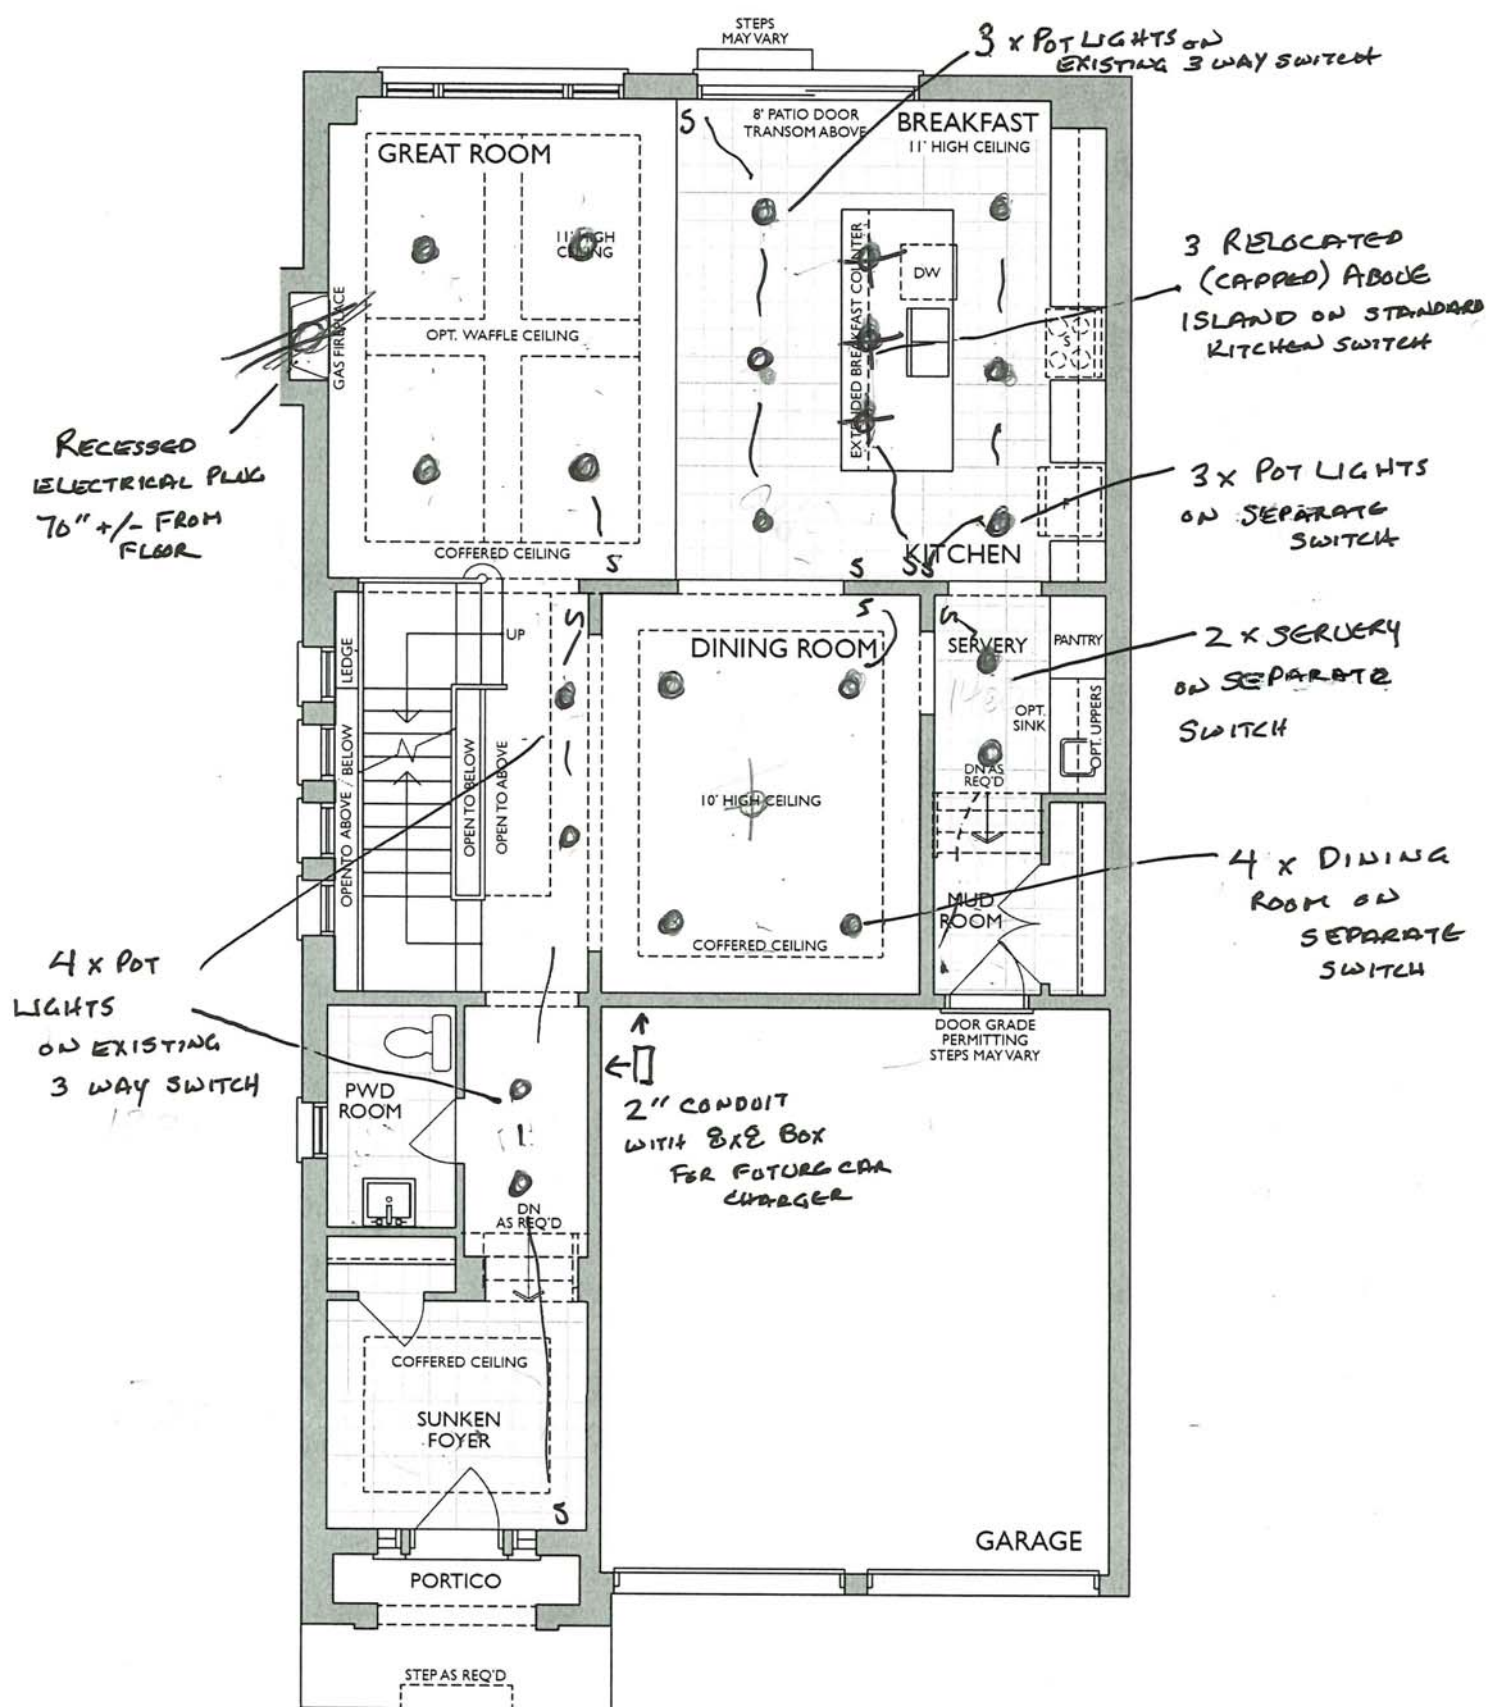 STEPS
MAY VARY
3 x POT LIGHTS ON
EXISTING 3 WAY SWITCH
S
8' PATIO DOOR
TRANSOM ABOVE
BREAKFAST
11' HIGH CEILING
GREAT ROOM
11' HIGH
CEILING
OPT. WAFFLE CEILING
COFFERED CEILING
S
GAS FIREPLACE
RECESSED
ELECTRICAL PLUG
70" +/- FROM
FLOOR
EXTENDED BREAKFAST COUNTER
DW
S
F
3 RELOCATED
(CAPPED) ABOVE
ISLAND ON STANDARD
KITCHEN SWITCH
3 x POT LIGHTS
ON SEPARATE
SWITCH
KITCHEN
S
S S
UP
LEDGE
OPEN TO ABOVE / BELOW
OPEN TO BELOW
OPEN TO ABOVE
S
DINING ROOM
S
10' HIGH CEILING
COFFERED CEILING
S
SERVERY
PANTRY
OPT.
SINK
OPT. UPPERS
DN AS
REQ'D
2 x SERVERY
ON SEPARATE
SWITCH
MUD
ROOM
4 x DINING
ROOM ON
SEPARATE
SWITCH
DOOR GRADE
PERMITTING
STEPS MAY VARY
4 x POT
LIGHTS
ON EXISTING
3 WAY SWITCH
PWD
ROOM
2" CONDUIT
WITH 8x8 BOX
FOR FUTURE CAR
CHARGER
DN
AS REQ'D
COFFERED CEILING
SUNKEN
FOYER
S
GARAGE
PORTICO
STEP AS REQ'D